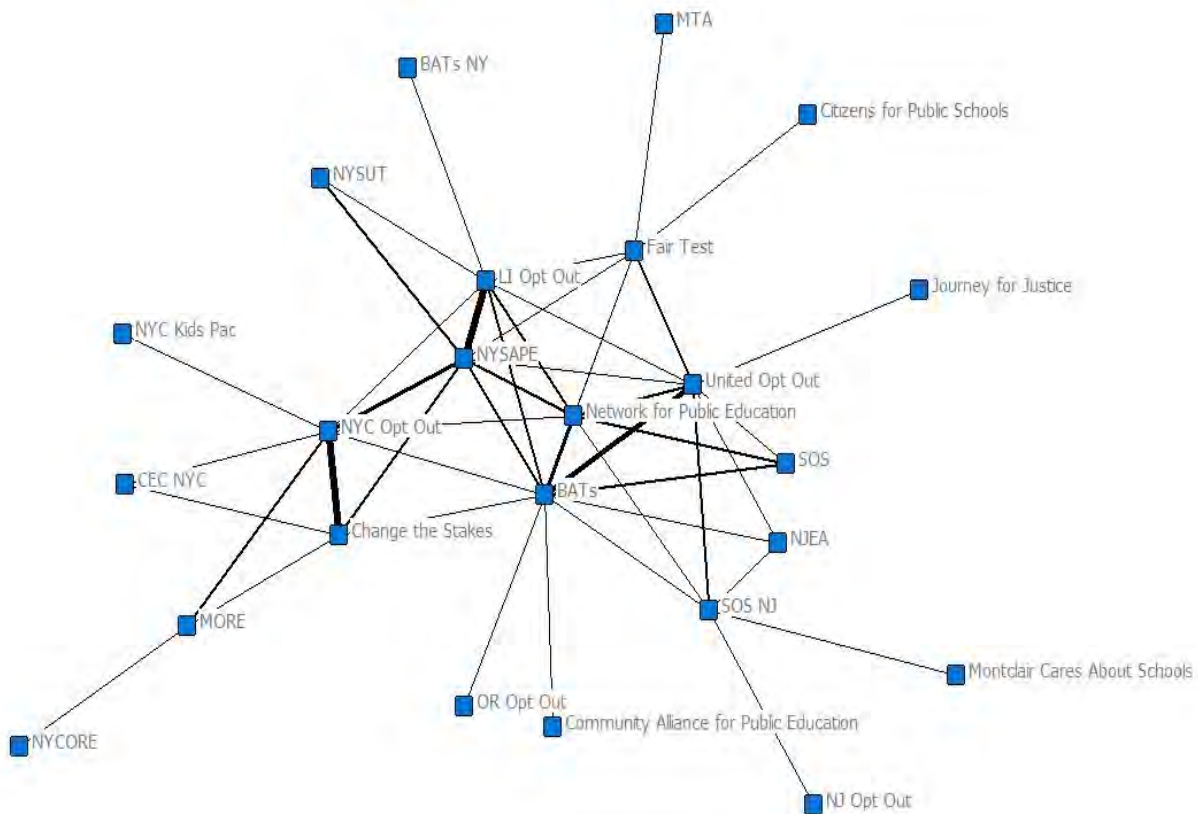 MTA
BATs NY
Citizens for Public Schools
NYSUT
Fair Test
LI Opt Out
Journey for Justice
NYC Kids Pac
NYSAPE
United Opt Out
Network for Public Education
NYC Opt Out
SOS
CEC NYC
BATs
Change the Stakes
NJEA
SOS NJ
MORE
Montclair Cares About Schools
OR Opt Out
Community Alliance for Public Education
NYCORE
NJ Opt Out